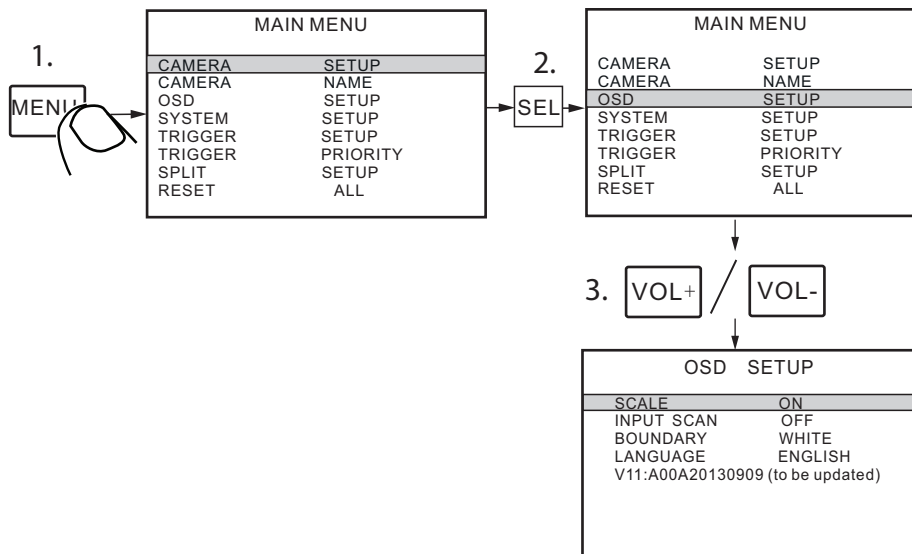 1.
MENU
MAIN MENU
CAMERA SETUP
CAMERA NAME
OSD SETUP
SYSTEM SETUP
TRIGGER SETUP
TRIGGER PRIORITY
SPLIT SETUP
RESET ALL
2.
SEL
MAIN MENU
CAMERA SETUP
CAMERA NAME
OSD SETUP
SYSTEM SETUP
TRIGGER SETUP
TRIGGER PRIORITY
SPLIT SETUP
RESET ALL
3.
VOL+ / VOL-
OSD SETUP
SCALE ON
INPUT SCAN OFF
BOUNDARY WHITE
LANGUAGE ENGLISH
V11:A00A20130909 (to be updated)